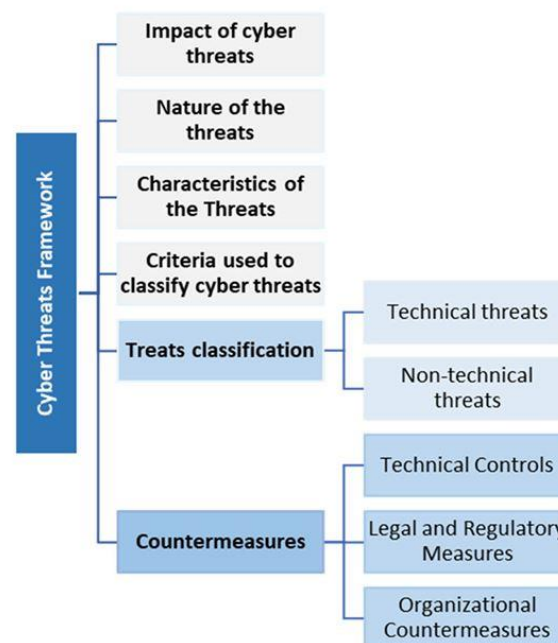 Cyber Threats Framework
Impact of cyber
threats
Nature of the
threats
Characteristics of
the Threats
Criteria used to
classify cyber threats
Treats classification
Technical threats
Non-technical
threats
Countermeasures
Technical Controls
Legal and Regulatory
Measures
Organizational
Countermeasures